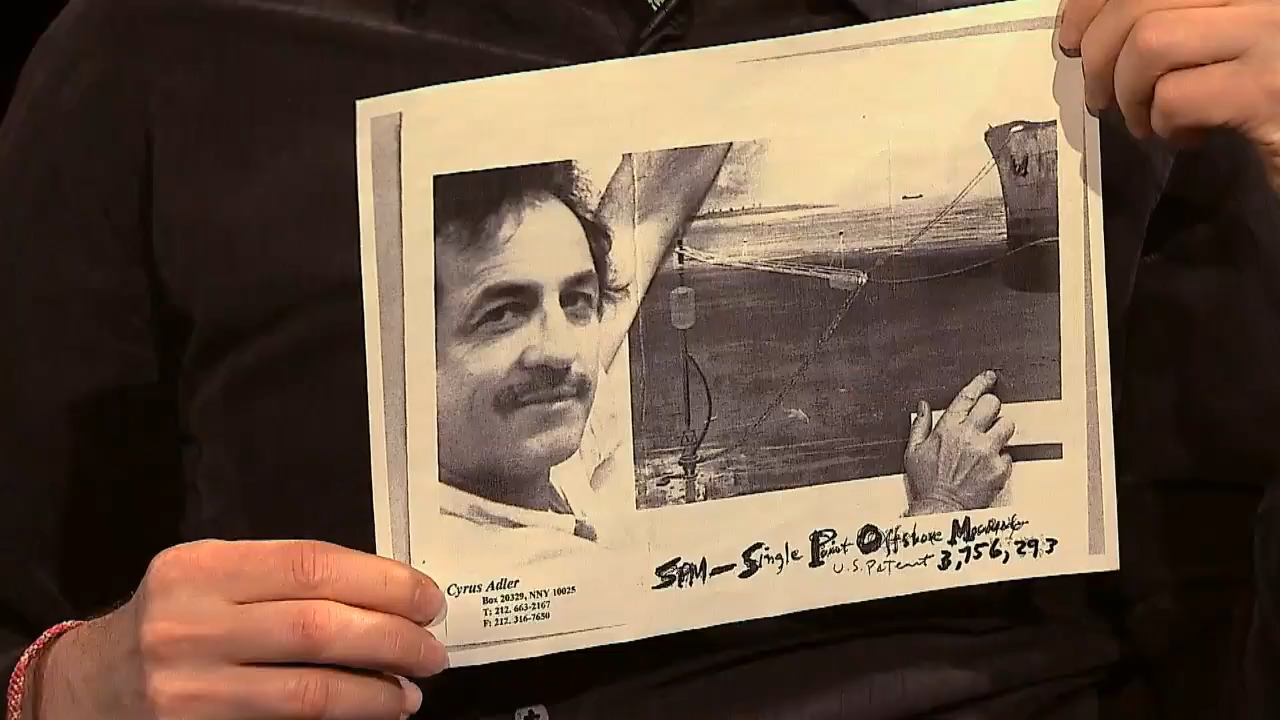 SPM – Single Point Offshore Mooring
U.S. Patent 3,756,293
Cyrus Adler
Box 20329, NNY 10025
T: 212. 663-2167
F: 212. 316-7650